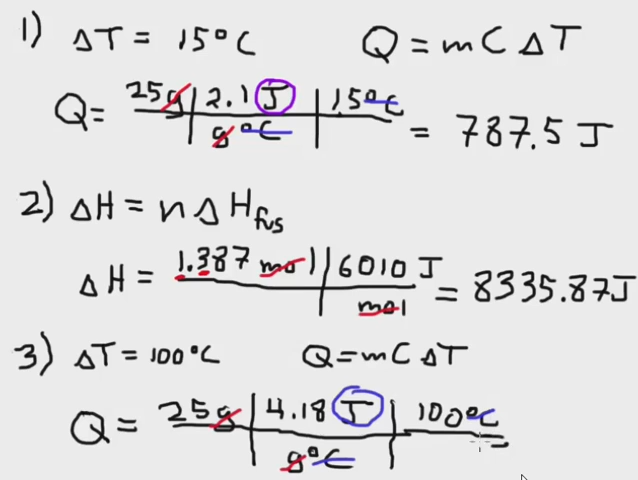 1) ΔT = 15°C Q = mCΔT
Q = 25g | 2.1 J | 15°C
g°C = 787.5 J
2) ΔH = nΔHfus
ΔH = 1.387 mol | 6010 J
mol = 8335.87J
3) ΔT = 100°C Q = mCΔT
Q = 25g | 4.18 J | 100°C
g°C